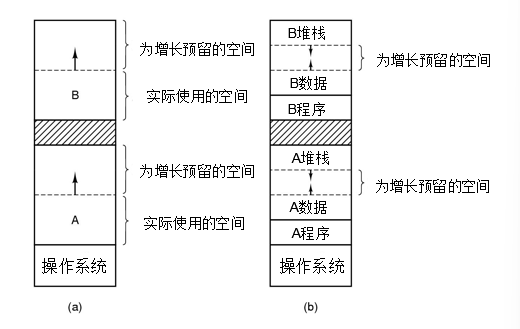 为增长预留的空间
B
实际使用的空间
为增长预留的空间
A
实际使用的空间
操作系统
(a)
B堆栈
为增长预留的空间
B数据
B程序
A堆栈
为增长预留的空间
A数据
A程序
操作系统
(b)